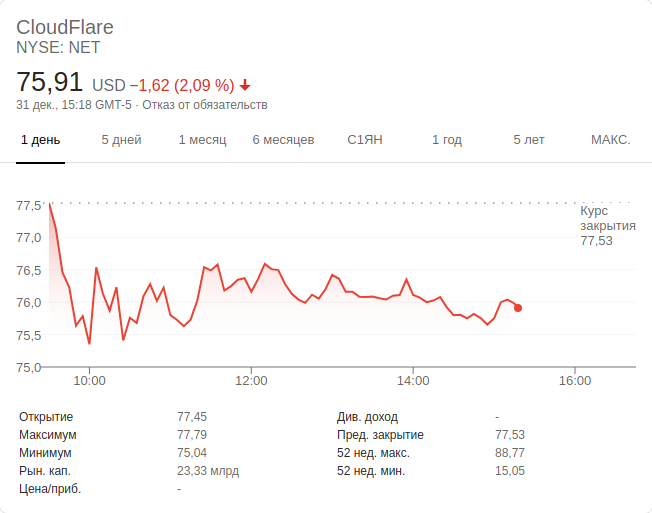 CloudFlare
NYSE: NET
75,91 USD −1,62 (2,09 %)
31 дек., 15:18 GMT-5 · Отказ от обязательств
1 день 5 дней 1 месяц 6 месяцев С1ЯН 1 год 5 лет МАКС.
77,5
77,0
76,5
76,0
75,5
75,0
Курс
закрытия
77,53
10:00 12:00 14:00 16:00
Открытие 77,45 Див. доход -
Максимум 77,79 Пред. закрытие 77,53
Минимум 75,04 52 нед. макс. 88,77
Рын. кап. 23,33 млрд 52 нед. мин. 15,05
Цена/приб. -